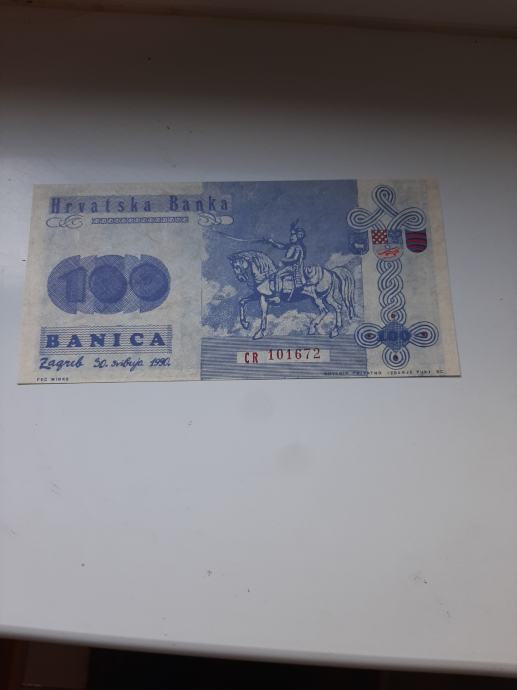 Hrvatska Banka
100
BANICA
Zagreb 30. svibnja 1990.
CR 101672
100